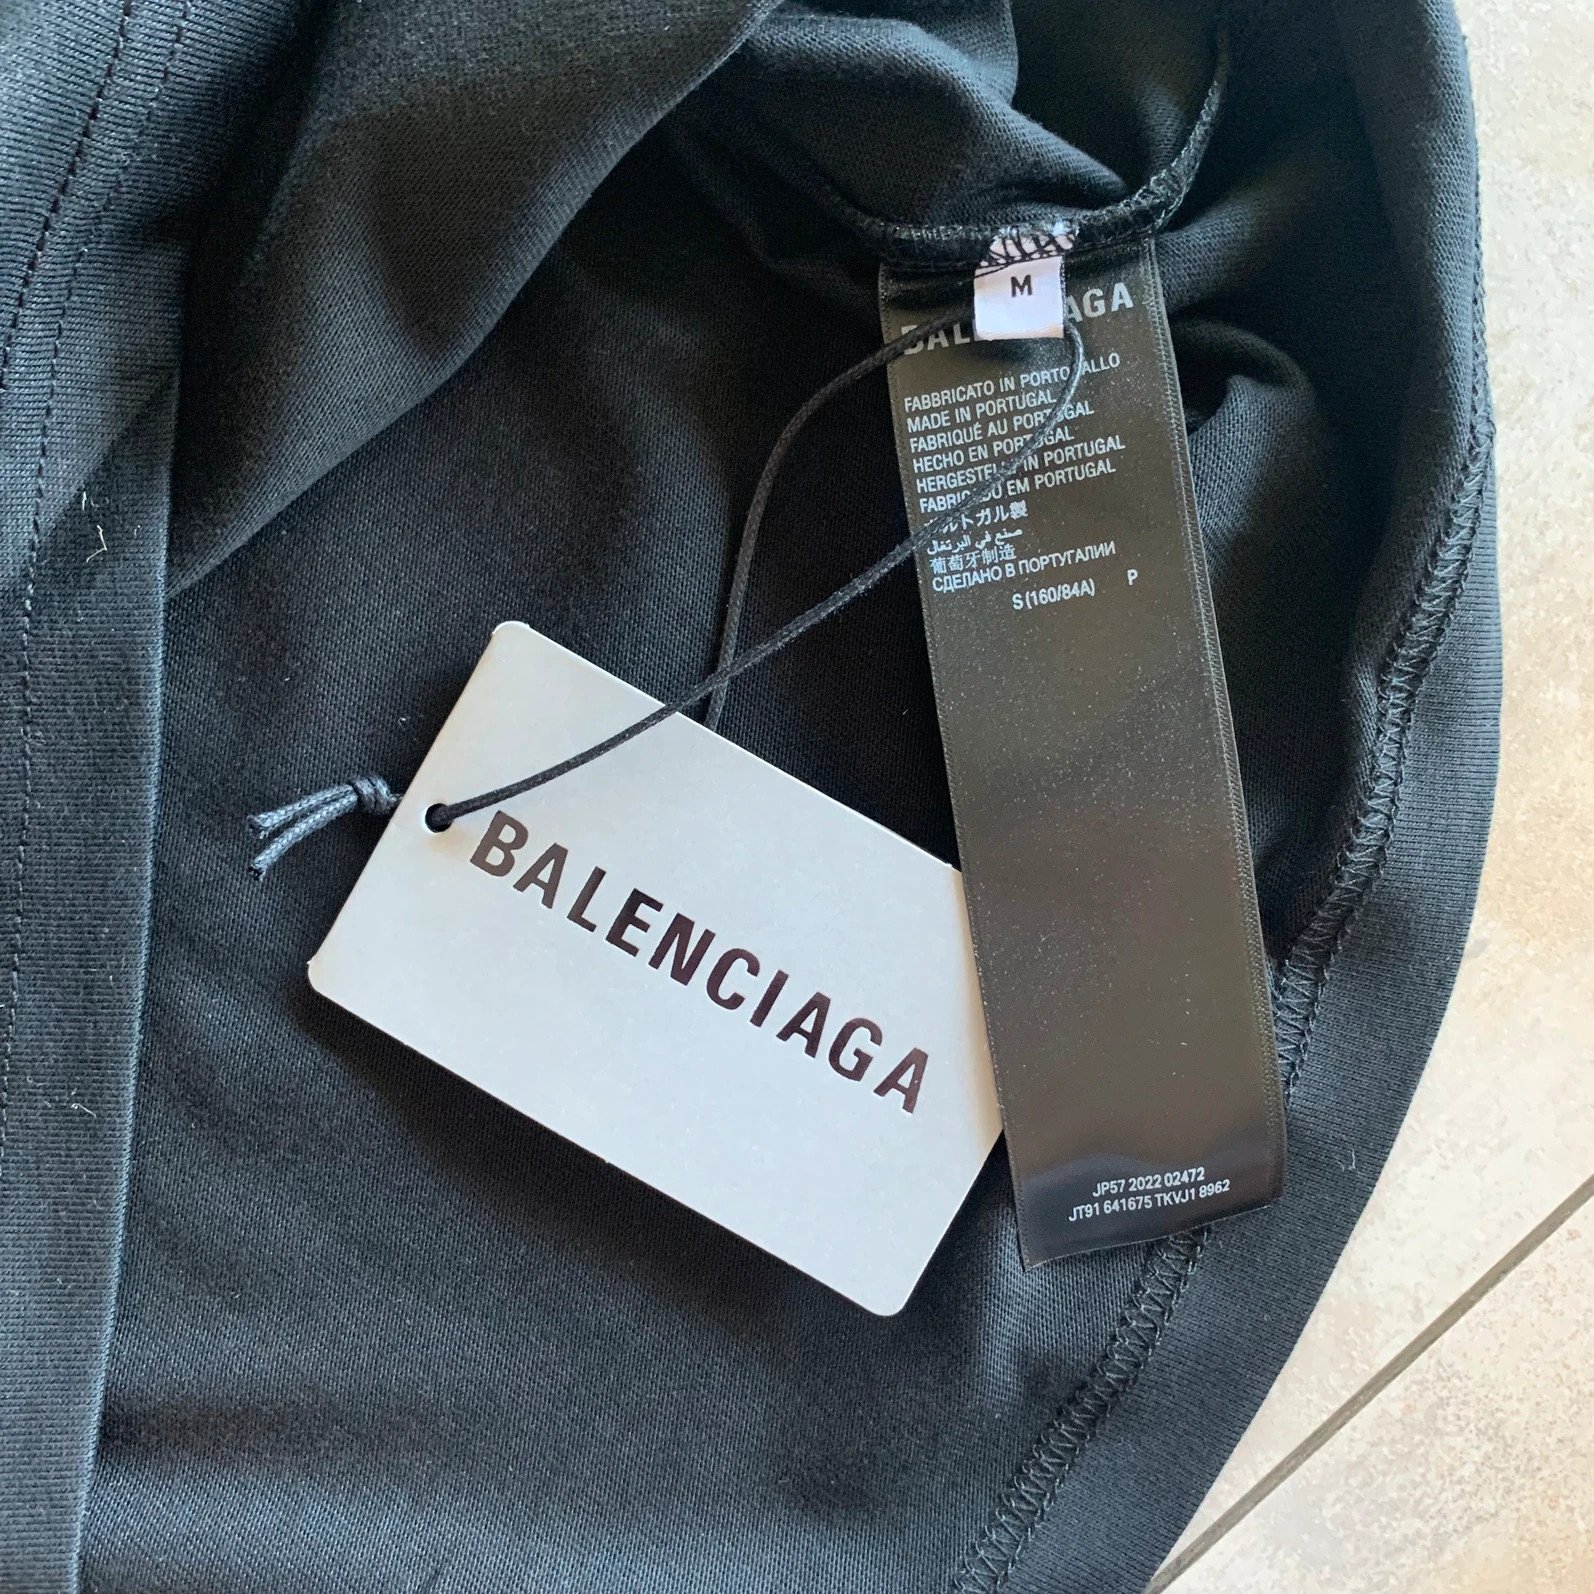 M
BALENCIAGA
FABBRICATO IN PORTOGALLO
MADE IN PORTUGAL
FABRIQUÉ AU PORTUGAL
HECHO EN PORTUGAL
HERGESTELLT IN PORTUGAL
FABRICADO EM PORTUGAL
ポルトガル製
صنع في البرتغال
葡萄牙制造
СДЕЛАНО В ПОРТУГАЛИИ
S (160/84A) P
BALENCIAGA
JP57 2022 02472
JT91 641675 TKVJ1 8962